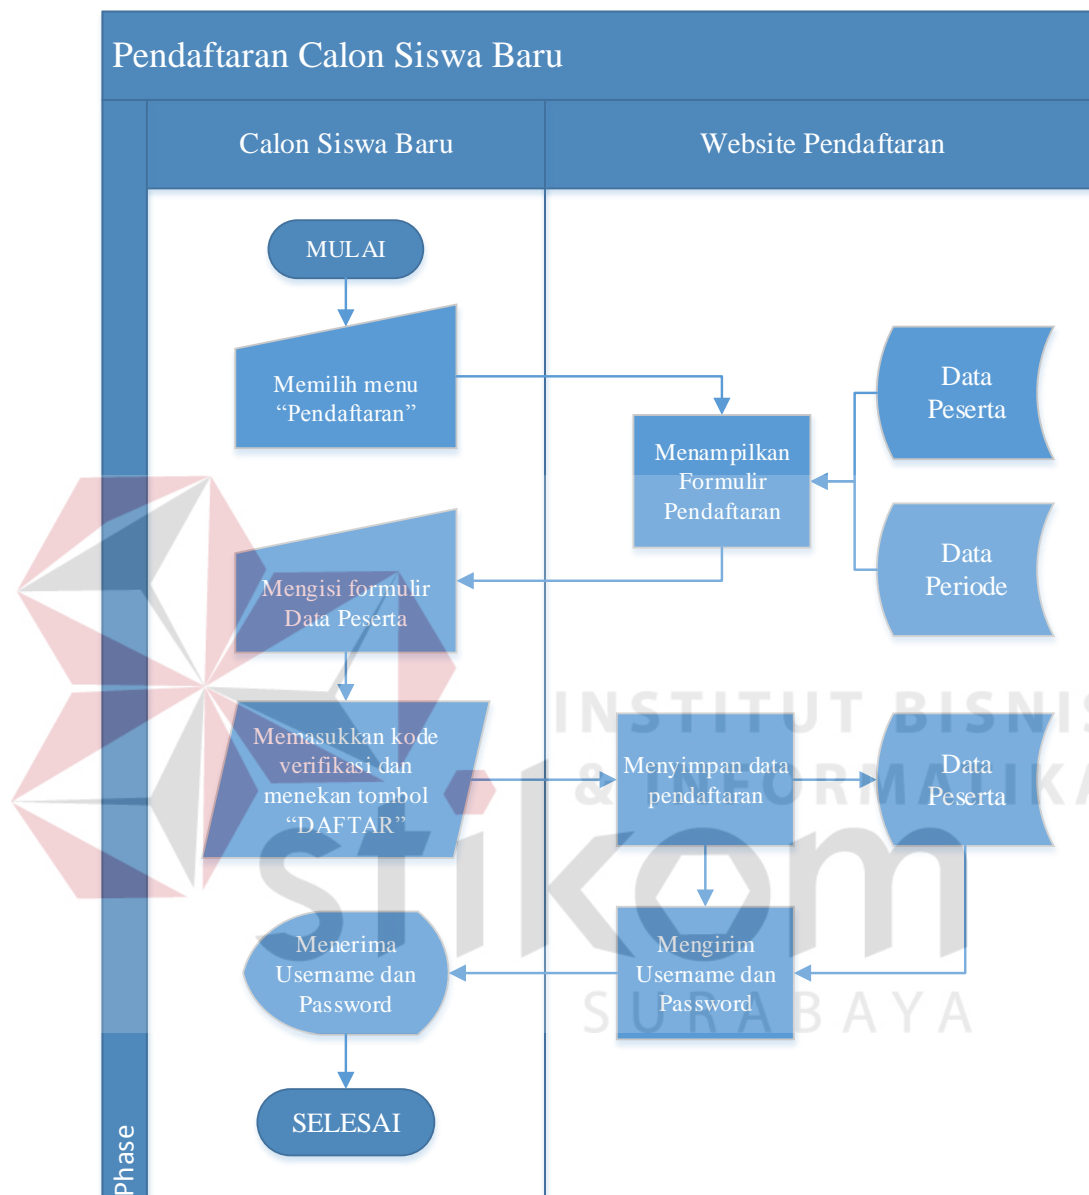 Pendaftaran Calon Siswa Baru
Calon Siswa Baru
Website Pendaftaran
MULAI
Memilih menu
“Pendaftaran”
Data
Peserta
Menampilkan
Formulir
Pendaftaran
Data
Periode
Mengisi formulir
Data Peserta
INSTITUT BISNIS
& INFORMATIKA
stikom
SURABAYA
Memasukkan kode
verifikasi dan
menekan tombol
“DAFTAR”
Menyimpan data
pendaftaran
Data
Peserta
Mengirim
Username dan
Password
Menerima
Username dan
Password
SELESAI
Phase